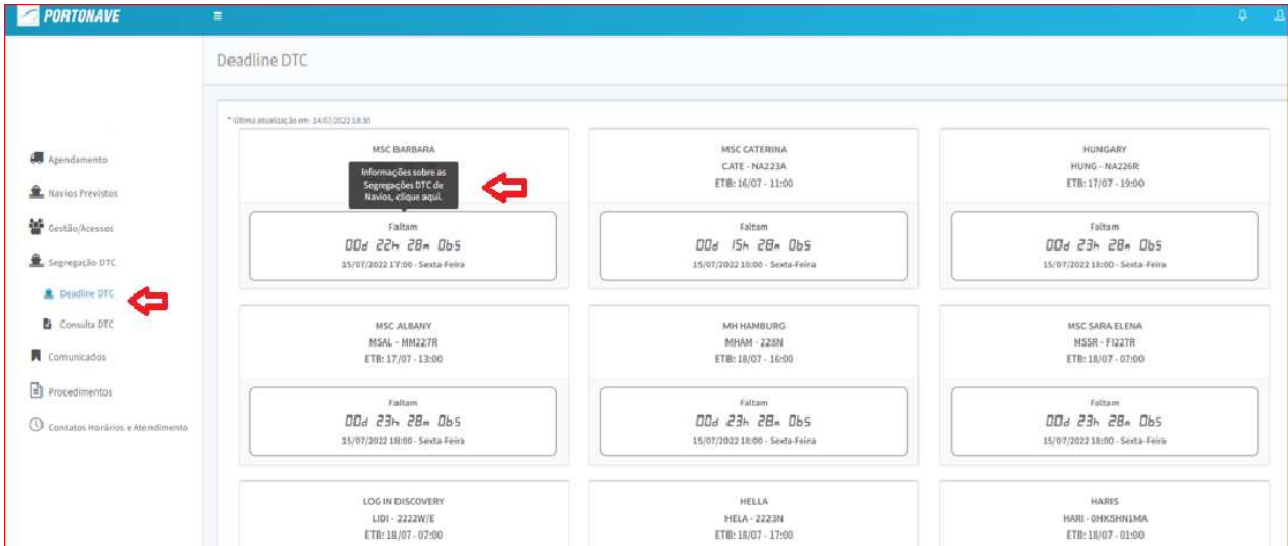 PORTONAVE
Deadline DTC
* Última atualização em: 14/07/2022 18:30
Agendamento
Navios Previstos
Gestão/Acessos
Segregação DTC
Deadline DTC
Consulta DTC
Comunicados
Procedimentos
Contatos Horários e Atendimento
MSC BARBARA
Informações sobre as
Segregações DTC de
Navios, clique aqui.
Faltam
00d 22h 28m 06s
15/07/2022 17:00 - Sexta-Feira
MSC CATERINA
CATE - NA223A
ETB: 16/07 - 11:00
Faltam
00d 15h 28m 06s
15/07/2022 10:00 - Sexta-Feira
HUNGARY
HUNG - NA226R
ETB: 17/07 - 19:00
Faltam
00d 23h 28m 06s
15/07/2022 18:00 - Sexta-Feira
MSC ALBANY
MSAL - MM227R
ETB: 17/07 - 13:00
Faltam
00d 23h 28m 06s
15/07/2022 18:00 - Sexta-Feira
MH HAMBURG
MHAM - 228N
ETB: 18/07 - 16:00
Faltam
00d 23h 28m 06s
15/07/2022 18:00 - Sexta-Feira
MSC SARA ELENA
MSSR - FI227R
ETB: 18/07 - 07:00
Faltam
00d 23h 28m 06s
15/07/2022 18:00 - Sexta-Feira
LOG IN DISCOVERY
LIDI - 2222W/E
ETB: 18/07 - 07:00
HELLA
HELA - 2223N
ETB: 18/07 - 17:00
HARIS
HARI - 0HKSHN1MA
ETB: 18/07 - 01:00